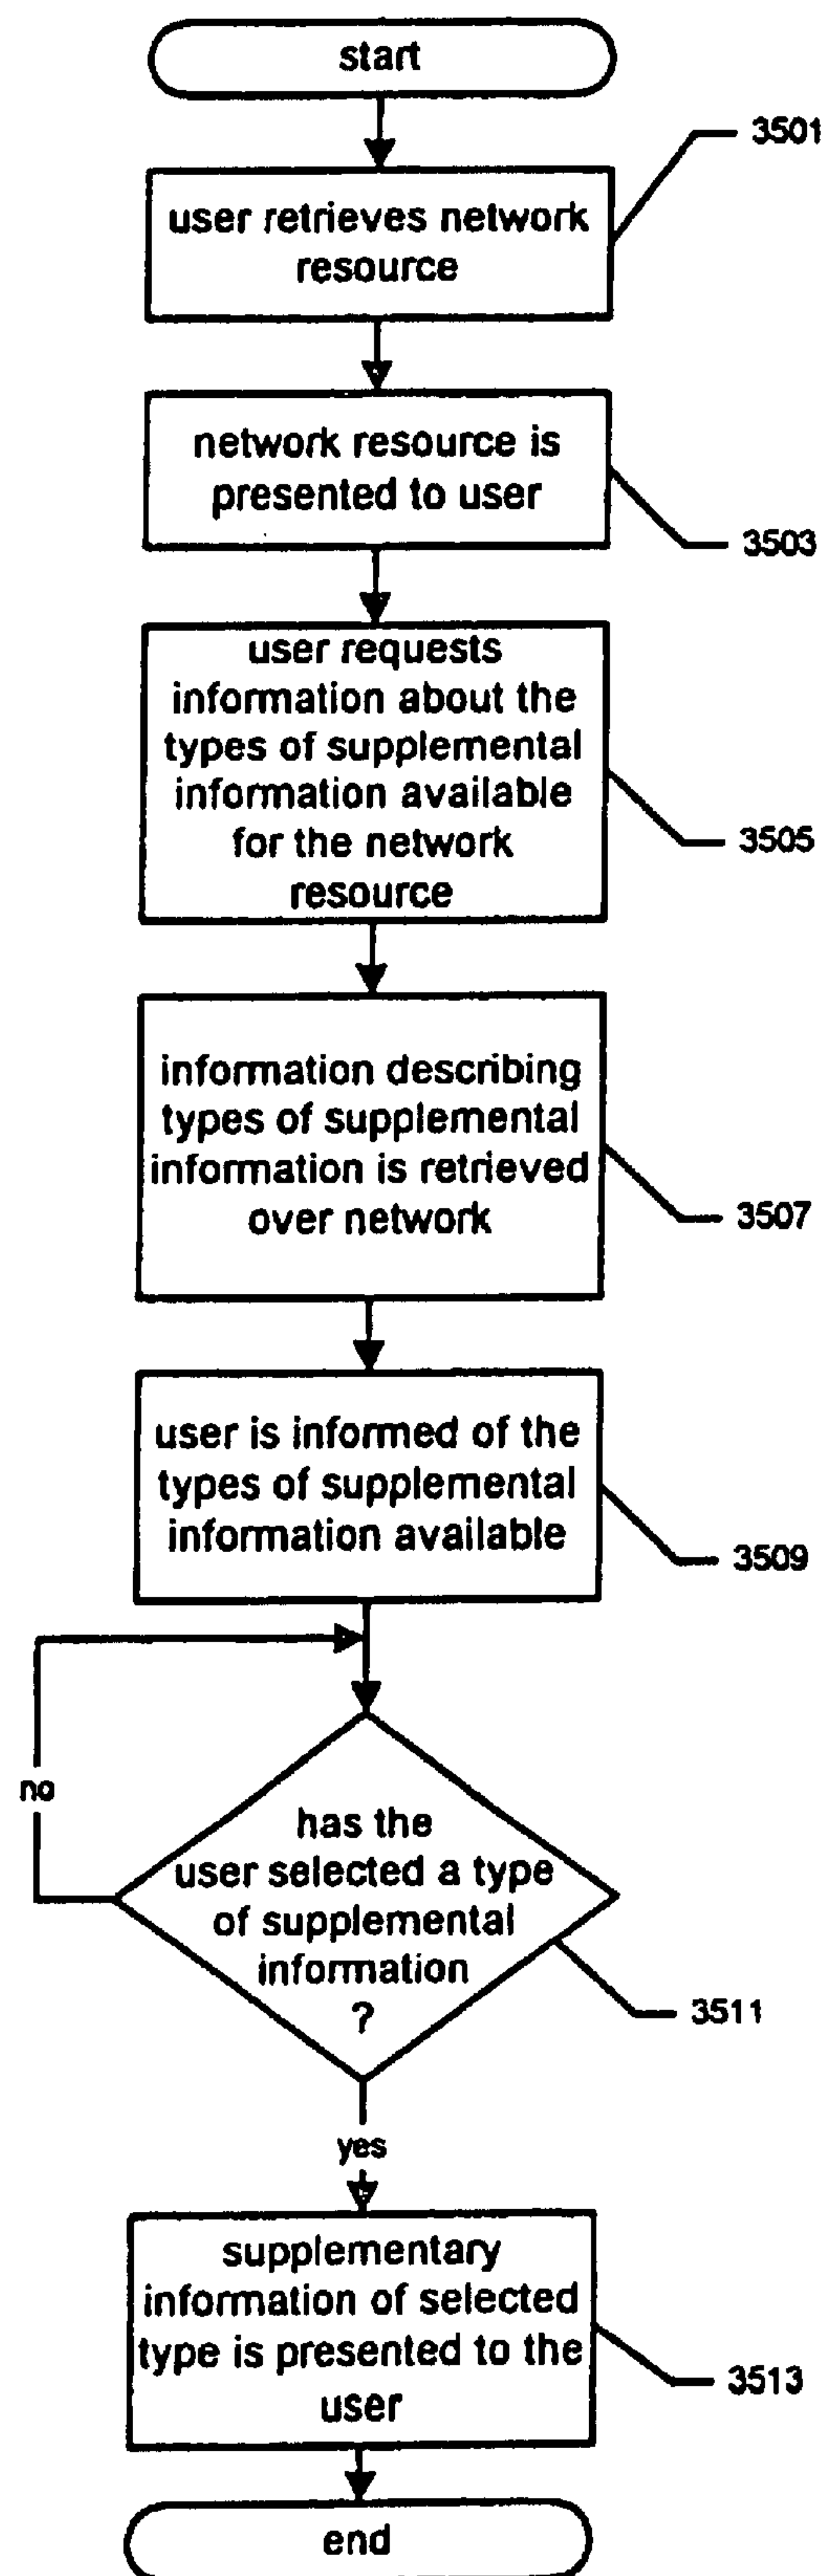 start
3501
user retrieves network
resource
network resource is
presented to user
3503
user requests
information about the
types of supplemental
information available
for the network
resource
3505
information describing
types of supplemental
information is retrieved
over network
3507
user is informed of the
types of supplemental
information available
3509
no
has the
user selected a type
of supplemental
information
?
3511
yes
supplementary
information of selected
type is presented to the
user
3513
end